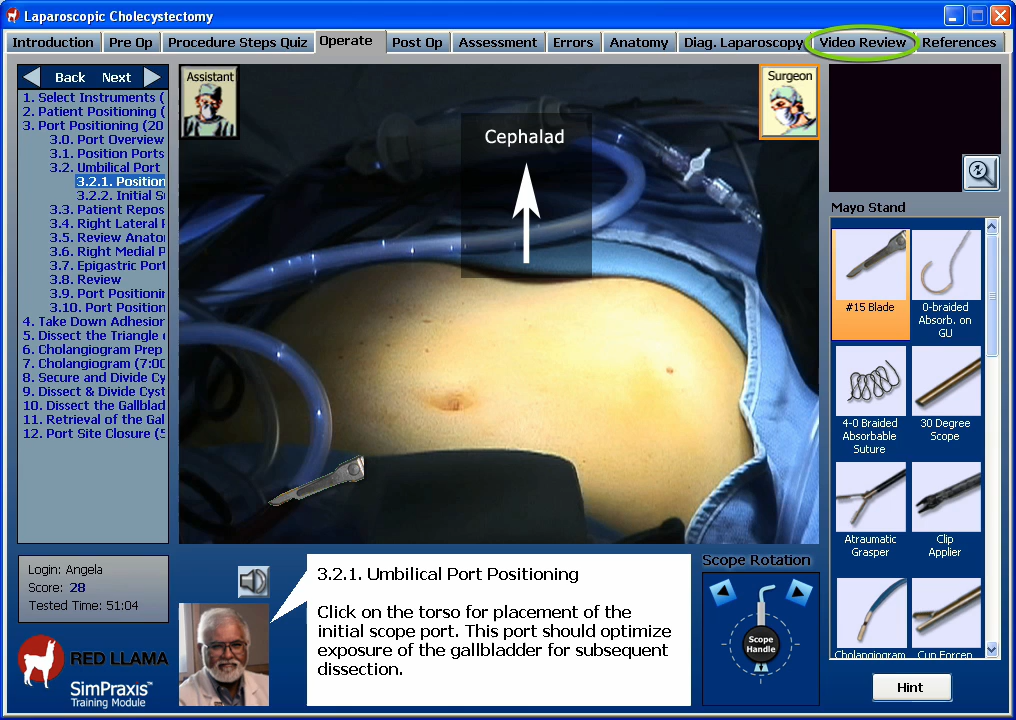 Laparoscopic Cholecystectomy
Introduction
Pre Op
Procedure Steps Quiz
Operate
Post Op
Assessment
Errors
Anatomy
Diag. Laparoscopy
Video Review
References
Back Next
1. Select Instruments (
2. Patient Positioning (
3. Port Positioning (20
3.0. Port Overview
3.1. Position Ports
3.2. Umbilical Port
3.2.1. Position
3.2.2. Initial S
3.3. Patient Repos
3.4. Right Lateral
3.5. Review Anato
3.6. Right Medial P
3.7. Epigastric Port
3.8. Review
3.9. Port Positionin
3.10. Port Position
4. Take Down Adhesion
5. Dissect the Triangle
6. Cholangiogram Prep
7. Cholangiogram (7:00
8. Secure and Divide Cy
9. Dissect & Divide Cyst
10. Dissect the Gallblad
11. Retrieval of the Gal
12. Port Site Closure (5
Assistant
Cephalad
Surgeon
Mayo Stand
#15 Blade
0-braided
Absorb. on
GU
4-0 Braided
Absorbable
Suture
30 Degree
Scope
Atraumatic
Grasper
Clip
Applier
Cholangiogram
Cup Forcep
Login: Angela
Score: 28
Tested Time: 51:04
RED LLAMA
SimPraxis™
Training Module
3.2.1. Umbilical Port Positioning
Click on the torso for placement of the
initial scope port. This port should optimize
exposure of the gallbladder for subsequent
dissection.
Scope Rotation
Scope
Handle
Hint